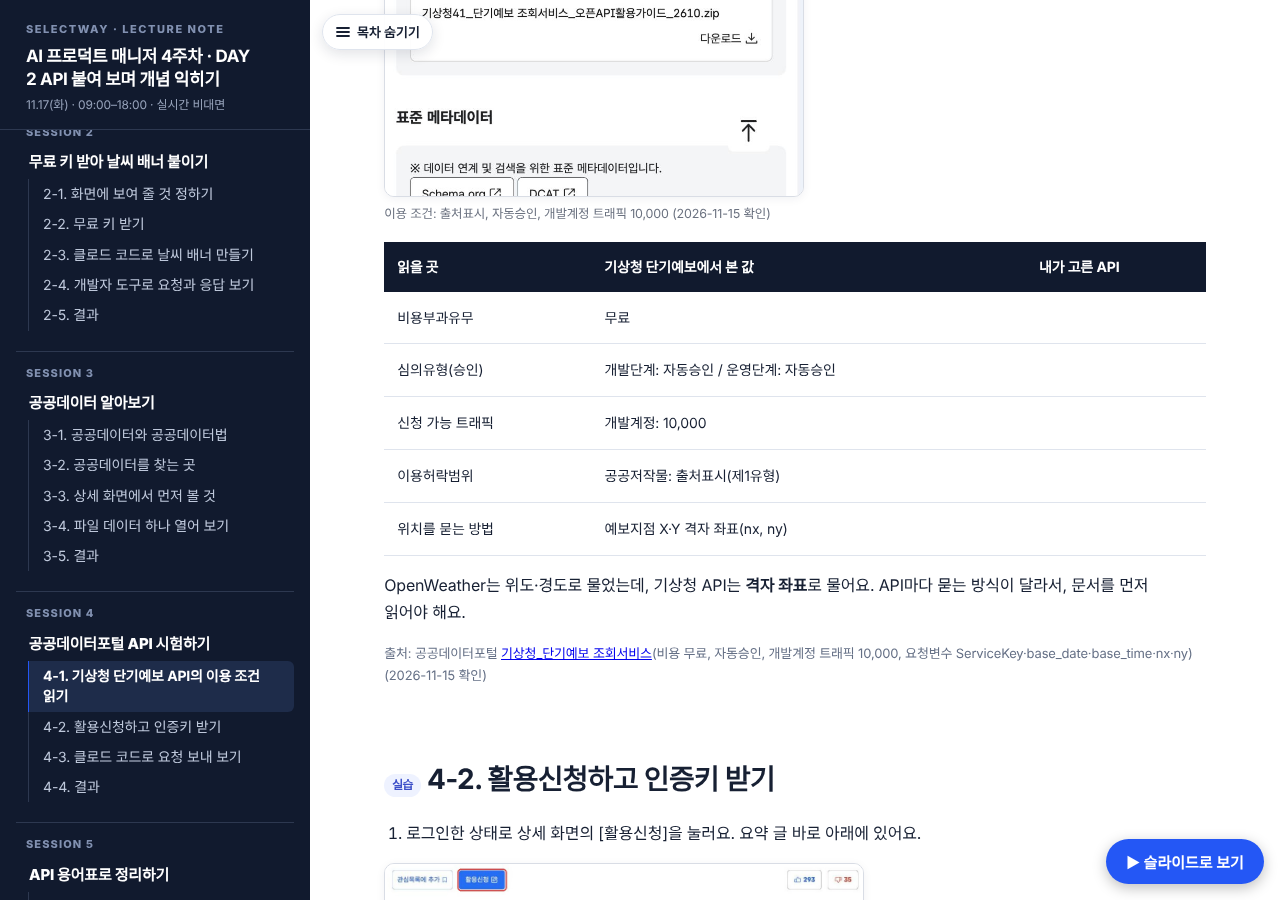 SELECTWAY · LECTURE NOTE
AI 프로덕트 매니저 4주차 · DAY
2 API 붙여 보며 개념 익히기
11.17(화) · 09:00–18:00 · 실시간 비대면
SESSION 2
무료 키 받아 날씨 배너 붙이기
2-1. 화면에 보여 줄 것 정하기
2-2. 무료 키 받기
2-3. 클로드 코드로 날씨 배너 만들기
2-4. 개발자 도구로 요청과 응답 보기
2-5. 결과
SESSION 3
공공데이터 알아보기
3-1. 공공데이터와 공공데이터법
3-2. 공공데이터를 찾는 곳
3-3. 상세 화면에서 먼저 볼 것
3-4. 파일 데이터 하나 열어 보기
3-5. 결과
SESSION 4
공공데이터포털 API 시험하기
4-1. 기상청 단기예보 API의 이용 조건
읽기
4-2. 활용신청하고 인증키 받기
4-3. 클로드 코드로 요청 보내 보기
4-4. 결과
SESSION 5
API 용어표로 정리하기
목차 숨기기
기상청41_단기예보 조회서비스_오픈API활용가이드_2610.zip
다운로드
표준 메타데이터
※ 데이터 연계 및 검색을 위한 표준 메타데이터입니다.
Schema.org DCAT
이용 조건: 출처표시, 자동승인, 개발계정 트래픽 10,000 (2026-11-15 확인)
읽을 곳 기상청 단기예보에서 본 값 내가 고른 API
비용부과유무 무료
심의유형(승인) 개발단계: 자동승인 / 운영단계: 자동승인
신청 가능 트래픽 개발계정: 10,000
이용허락범위 공공저작물: 출처표시(제1유형)
위치를 묻는 방법 예보지점 X·Y 격자 좌표(nx, ny)
OpenWeather는 위도·경도로 물었는데, 기상청 API는 격자 좌표로 물어요. API마다 묻는 방식이 달라서, 문서를 먼저
읽어야 해요.
출처: 공공데이터포털 기상청_단기예보 조회서비스(비용 무료, 자동승인, 개발계정 트래픽 10,000, 요청변수 ServiceKey·base_date·base_time·nx·ny)
(2026-11-15 확인)
실습 4-2. 활용신청하고 인증키 받기
1. 로그인한 상태로 상세 화면의 [활용신청]을 눌러요. 요약 글 바로 아래에 있어요.
관심목록에 추가 활용신청 293 35
▶ 슬라이드로 보기